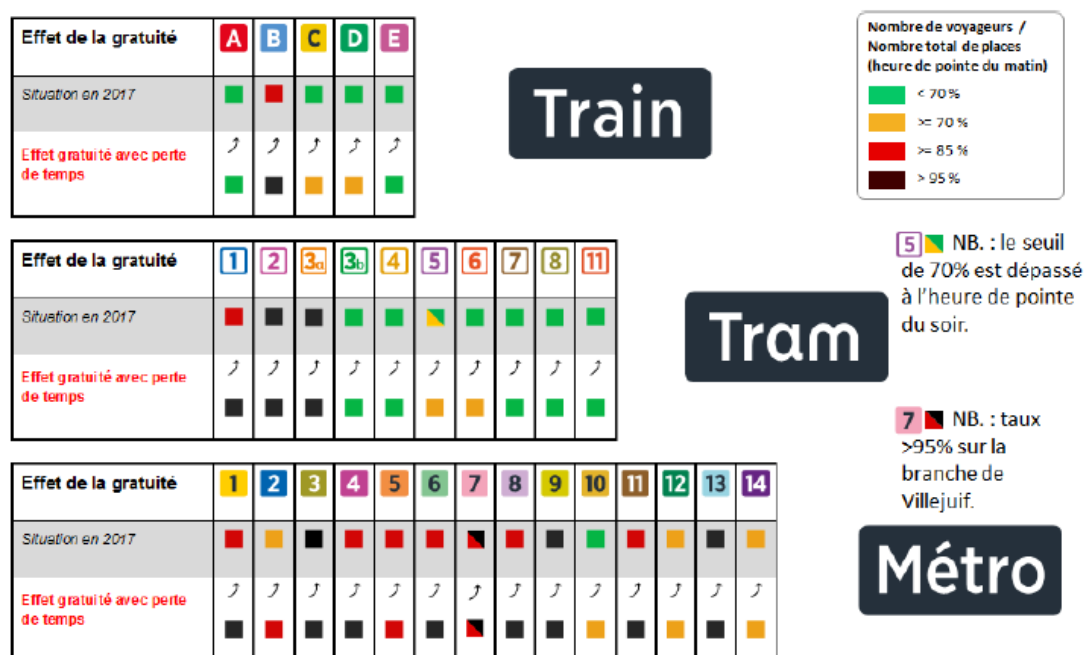 Effet de la gratuité A B C D E
Situation en 2017
Effet gratuité avec perte
de temps
Train
Nombre de voyageurs /
Nombre total de places
(heure de pointe du matin)
< 70 %
>= 70 %
>= 85 %
> 95 %
Effet de la gratuité 1 2 3a 3b 4 5 6 7 8 11
Situation en 2017
Effet gratuité avec perte
de temps
Tram
5 NB. : le seuil
de 70% est dépassé
à l'heure de pointe
du soir.
7 NB. : taux
>95% sur la
branche de
Villejuif.
Effet de la gratuité 1 2 3 4 5 6 7 8 9 10 11 12 13 14
Situation en 2017
Effet gratuité avec perte
de temps
Métro